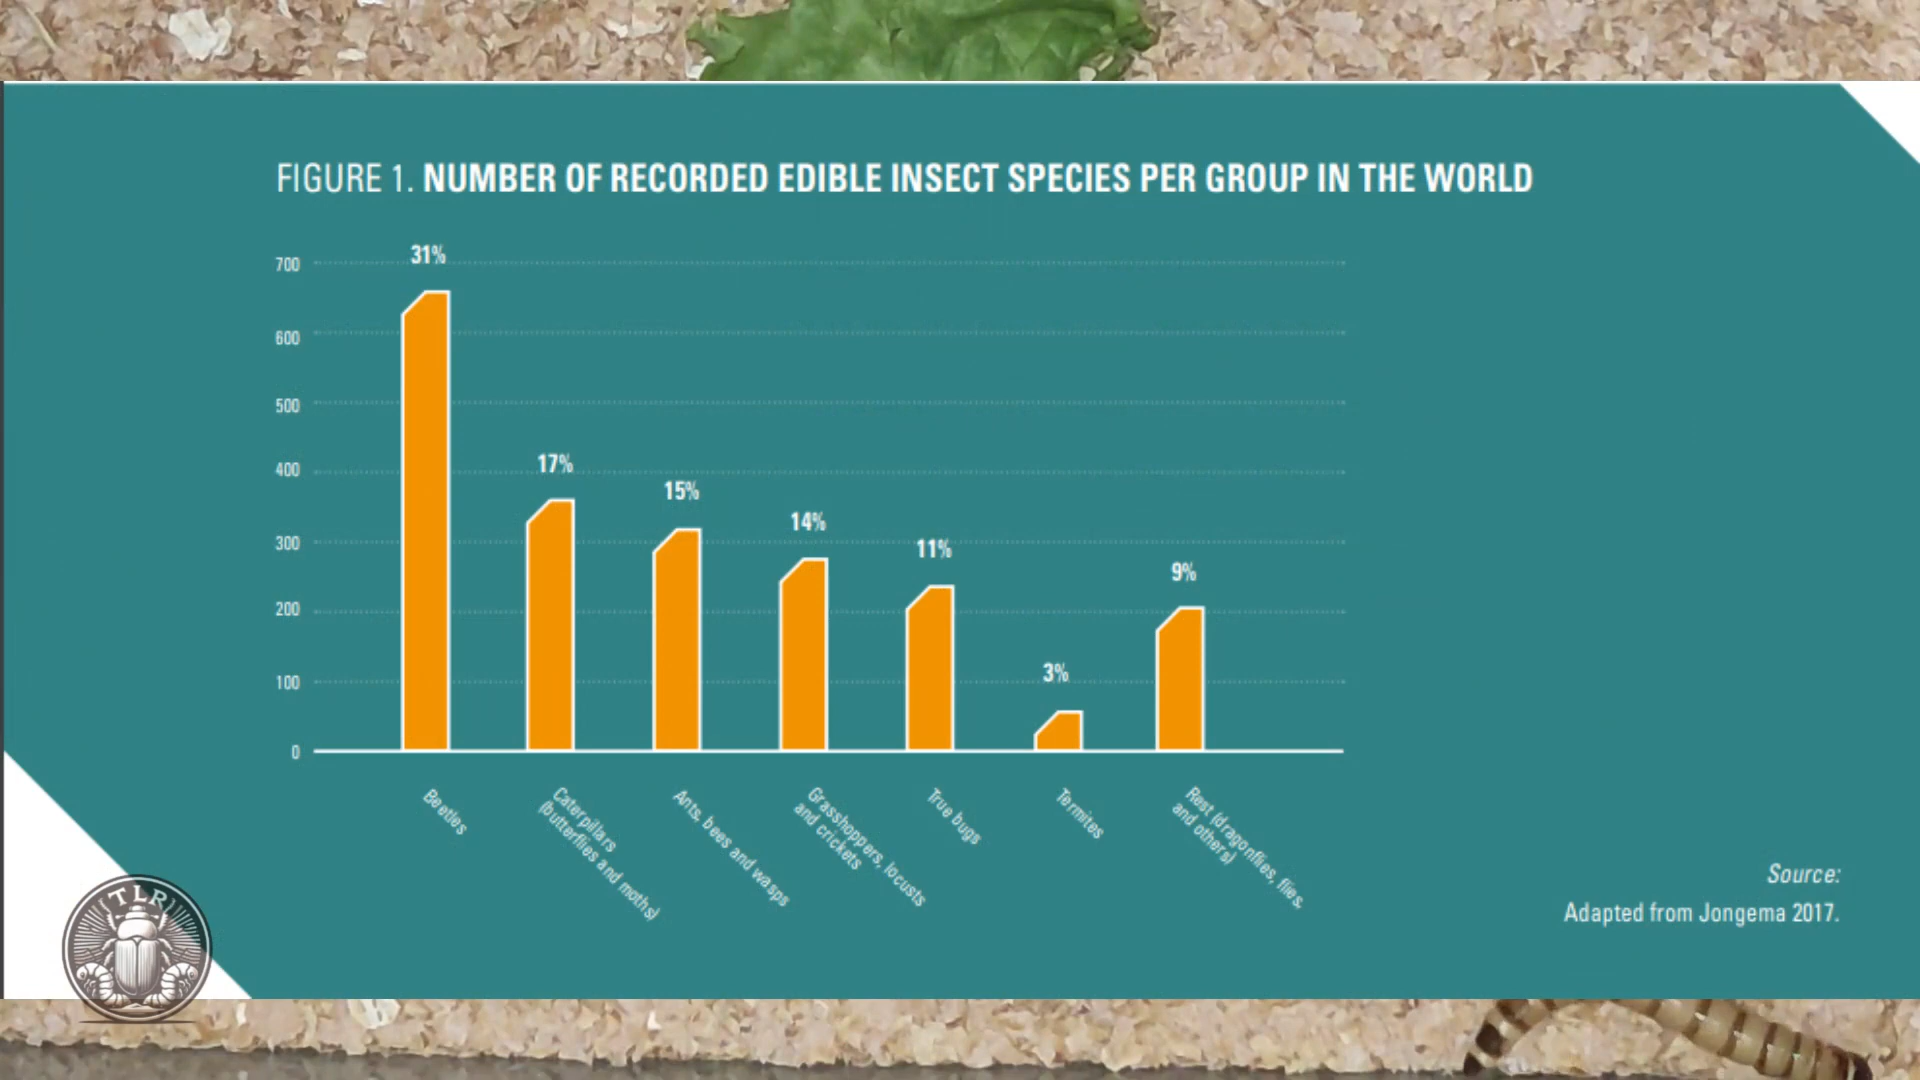 FIGURE 1. NUMBER OF RECORDED EDIBLE INSECT SPECIES PER GROUP IN THE WORLD
700
600
500
400
300
200
100
0
31%
17%
15%
14%
11%
3%
9%
Beetles
Caterpillars
(butterflies and moths)
Ants, bees and wasps
Grasshoppers, locusts
and crickets
True bugs
Termites
Rest (dragonflies, flies,
and others)
Source:
Adapted from Jongema 2017.
TLR